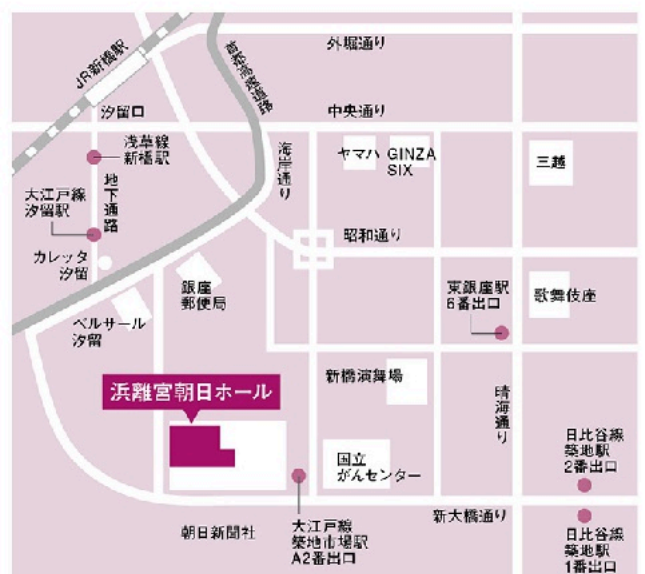 外堀通り
JR新橋駅
首都高速道路
汐留口
中央通り
浅草線
新橋駅
海岸通り
ヤマハ
GINZA
SIX
三越
地下通路
大江戸線
汐留駅
昭和通り
カレッタ
汐留
銀座
郵便局
東銀座駅
6番出口
歌舞伎座
ベルサール
汐留
新橋演舞場
浜離宮朝日ホール
晴海通り
日比谷線
築地駅
2番出口
国立
がんセンター
新大橋通り
朝日新聞社
大江戸線
築地市場駅
A2番出口
日比谷線
築地駅
1番出口